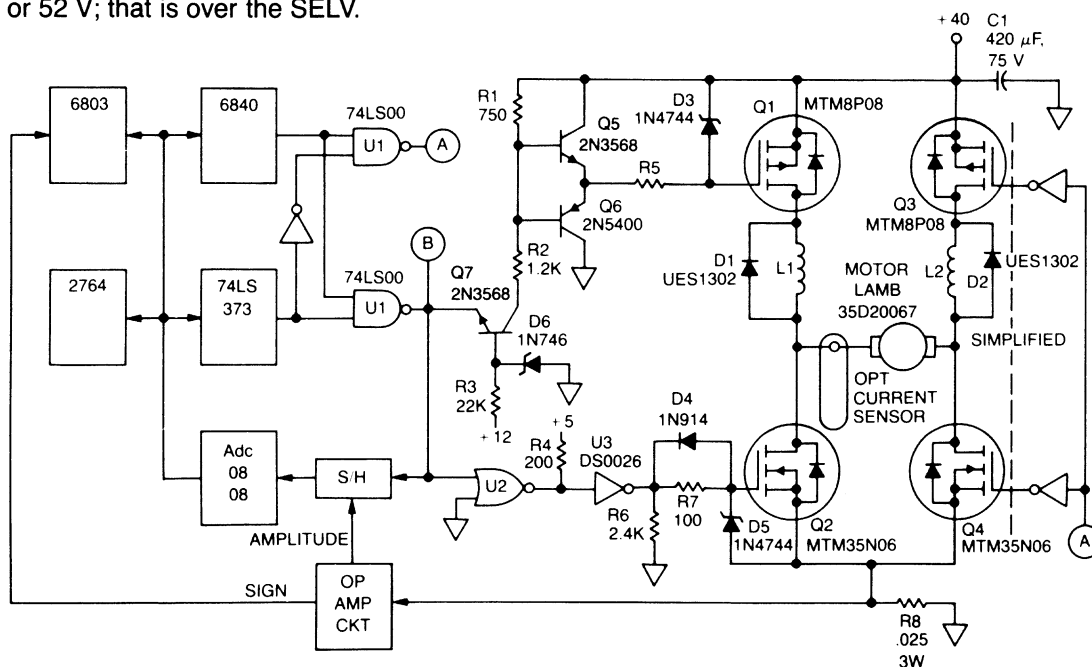 or 52 V; that is over the SELV.
+ 40
C1
420 µF,
75 V
6803
6840
74LS00
U1
A
R1
750
Q5
2N3568
D3
1N4744
Q1
MTM8P08
R5
Q6
2N5400
Q3
MTM8P08
B
R2
1.2K
D1
UES1302
L1
MOTOR
LAMB
35D20067
L2
D2
UES1302
2764
74LS
373
74LS00
U1
Q7
2N3568
D6
1N746
SIMPLIFIED
R3
22K
+ 12
OPT
CURRENT
SENSOR
+ 5
R4
200
U3
DS0026
D4
1N914
Adc
08
08
S/H
U2
R7
100
R6
2.4K
D5
1N4744
Q2
MTM35N06
Q4
MTM35N06
A
AMPLITUDE
SIGN
OP
AMP
CKT
R8
.025
3W